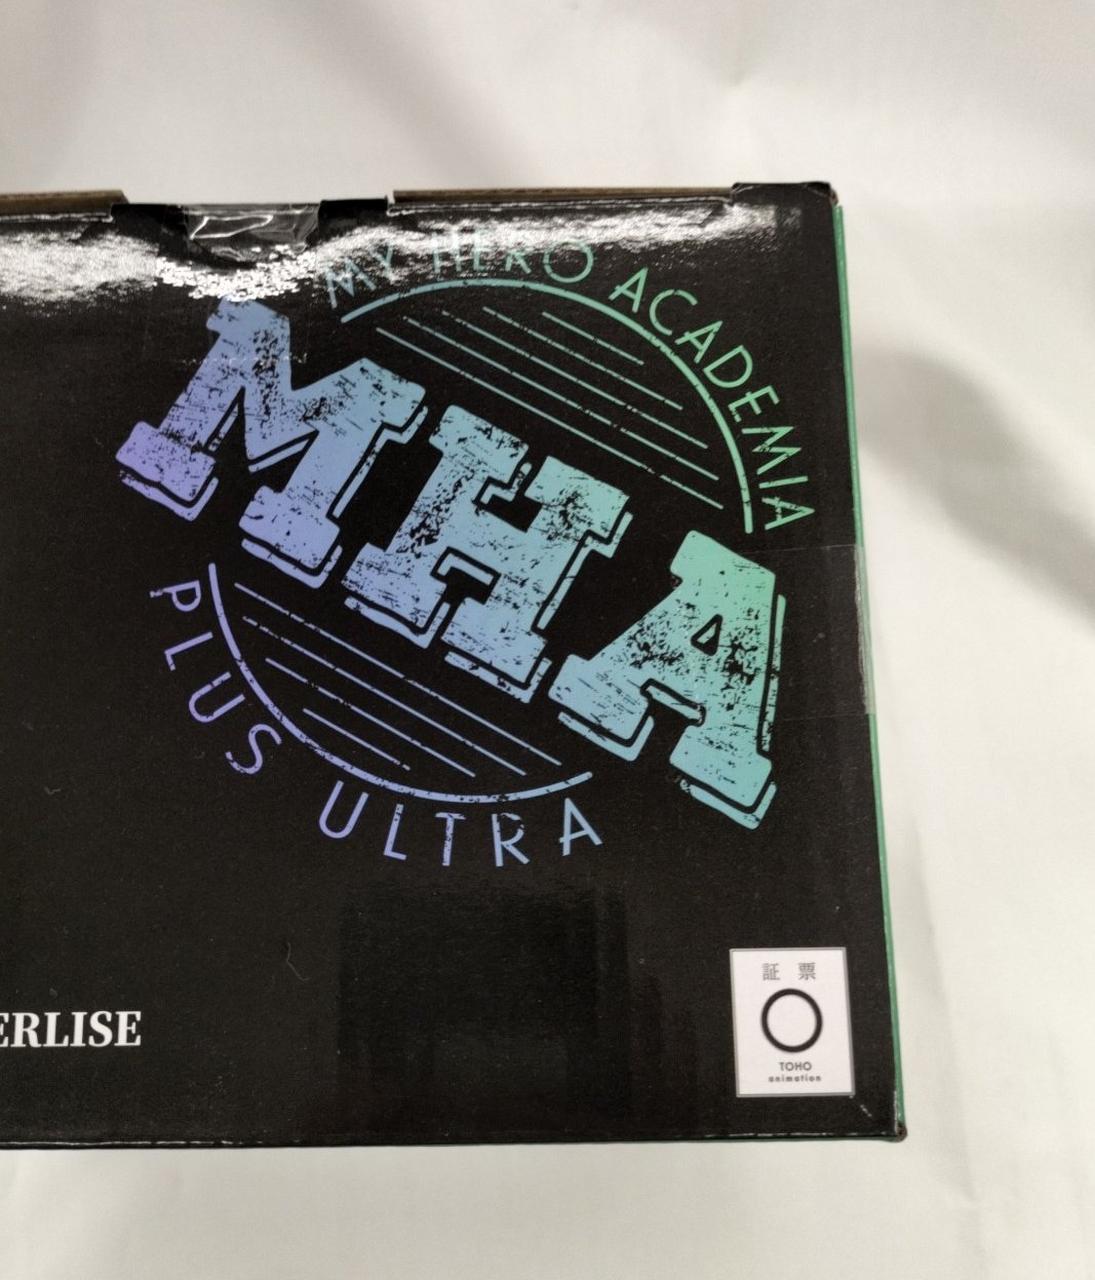 MY HERO ACADEMIA
MHA
PLUS ULTRA
ERLISE
証 票
TOHO
animation